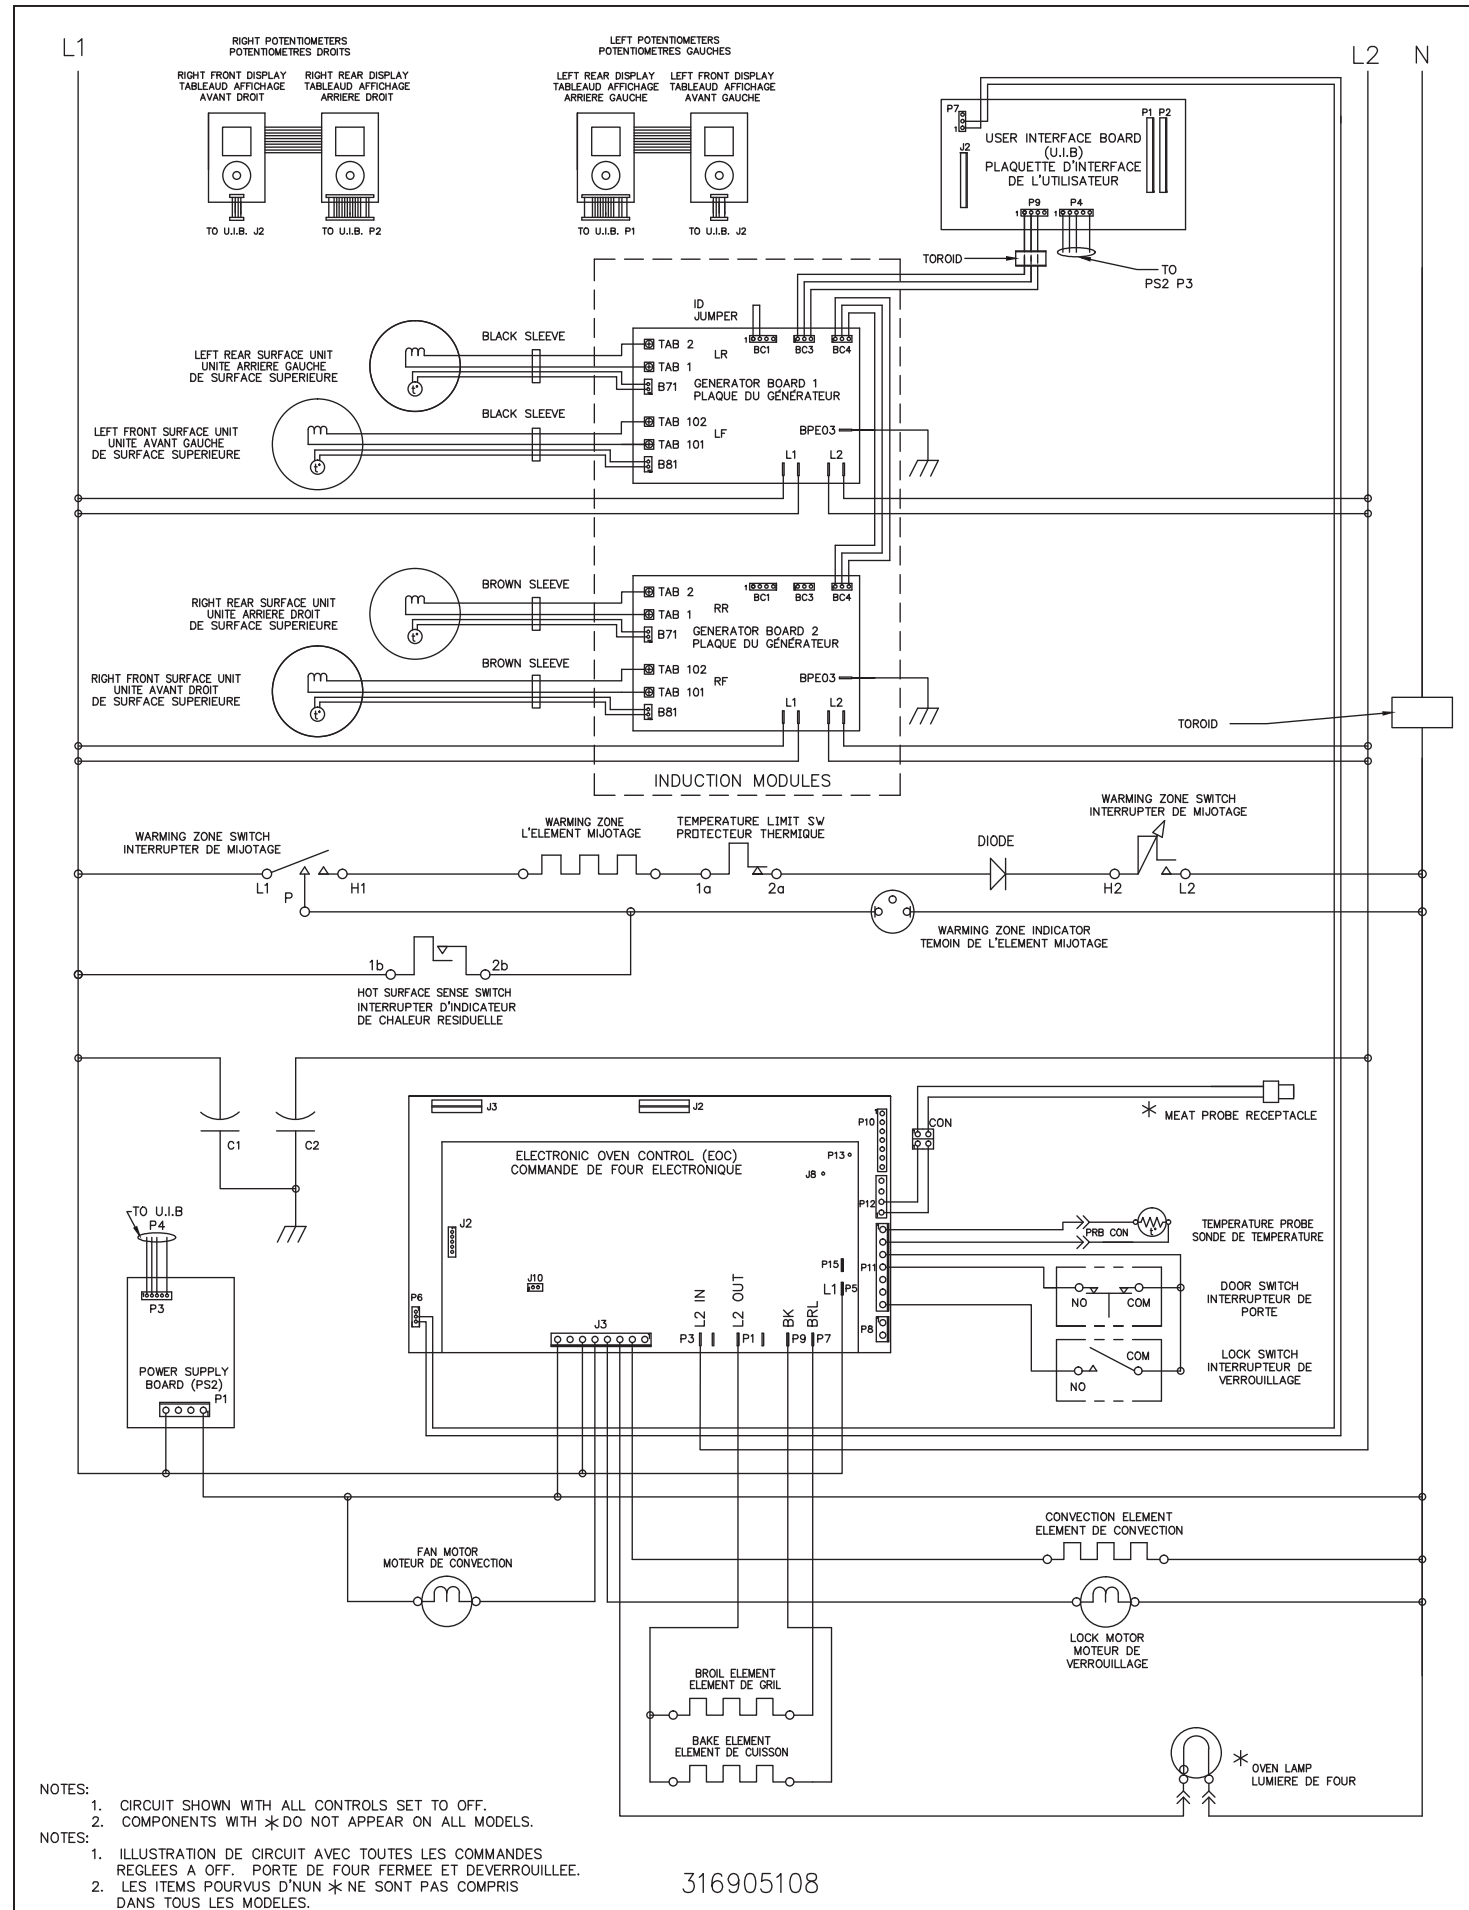 L1
L2
N
RIGHT POTENTIOMETERS
POTENTIOMETRES DROITS
LEFT POTENTIOMETERS
POTENTIOMETRES GAUCHES
RIGHT FRONT DISPLAY
TABLEAUD AFFICHAGE
AVANT DROIT
RIGHT REAR DISPLAY
TABLEAUD AFFICHAGE
ARRIERE DROIT
LEFT REAR DISPLAY
TABLEAUD AFFICHAGE
ARRIERE GAUCHE
LEFT FRONT DISPLAY
TABLEAUD AFFICHAGE
AVANT GAUCHE
TO U.I.B. J2
TO U.I.B. P2
TO U.I.B. P1
TO U.I.B. J2
P7
1
J2
P1 P2
USER INTERFACE BOARD
(U.I.B)
PLAQUETTE D'INTERFACE
DE L'UTILISATEUR
P9
1
P4
1
TOROID
TO
PS2 P3
ID
JUMPER
1
BC1
BC3
BC4
BLACK SLEEVE
LEFT REAR SURFACE UNIT
UNITE ARRIERE GAUCHE
DE SURFACE SUPERIEURE
t°
TAB 2
LR
TAB 1
B71
GENERATOR BOARD 1
PLAQUE DU GÉNÉRATEUR
BLACK SLEEVE
LEFT FRONT SURFACE UNIT
UNITE AVANT GAUCHE
DE SURFACE SUPERIEURE
t°
TAB 102
LF
TAB 101
B81
BPE03
L1
L2
BROWN SLEEVE
RIGHT REAR SURFACE UNIT
UNITE ARRIERE DROIT
DE SURFACE SUPERIEURE
t°
TAB 2
RR
TAB 1
B71
1
BC1
BC3
BC4
GENERATOR BOARD 2
PLAQUE DU GÉNÉRATEUR
BROWN SLEEVE
RIGHT FRONT SURFACE UNIT
UNITE AVANT DROIT
DE SURFACE SUPERIEURE
t°
TAB 102
RF
TAB 101
B81
BPE03
L1
L2
TOROID
INDUCTION MODULES
WARMING ZONE SWITCH
INTERRUPTER DE MIJOTAGE
L1
P
H1
WARMING ZONE
L'ELEMENT MIJOTAGE
TEMPERATURE LIMIT SW
PROTECTEUR THERMIQUE
1a
2a
DIODE
WARMING ZONE SWITCH
INTERRUPTER DE MIJOTAGE
H2
L2
WARMING ZONE INDICATOR
TEMOIN DE L'ELEMENT MIJOTAGE
1b
2b
HOT SURFACE SENSE SWITCH
INTERRUPTER D'INDICATEUR
DE CHALEUR RESIDUELLE
C1
C2
J3
J2
ELECTRONIC OVEN CONTROL (EOC)
COMMANDE DE FOUR ELECTRONIQUE
P13
J8
P10
1
CON
* MEAT PROBE RECEPTACLE
P12
PRB CON
t°
TEMPERATURE PROBE
SONDE DE TEMPERATURE
J2
J10
P15
L1
P5
P11
NO
COM
DOOR SWITCH
INTERRUPTEUR DE
PORTE
P6
J3
1
L2 IN
L2 OUT
BK
BRL
P3
P1
P9
P7
P8
COM
NO
LOCK SWITCH
INTERRUPTEUR DE
VERROUILLAGE
TO U.I.B
P4
P3
POWER SUPPLY
BOARD (PS2)
P1
CONVECTION ELEMENT
ELEMENT DE CONVECTION
FAN MOTOR
MOTEUR DE CONVECTION
LOCK MOTOR
MOTEUR DE
VERROUILLAGE
BROIL ELEMENT
ELEMENT DE GRIL
BAKE ELEMENT
ELEMENT DE CUISSON
* OVEN LAMP
LUMIERE DE FOUR
NOTES:
1. CIRCUIT SHOWN WITH ALL CONTROLS SET TO OFF.
2. COMPONENTS WITH * DO NOT APPEAR ON ALL MODELS.
NOTES:
1. ILLUSTRATION DE CIRCUIT AVEC TOUTES LES COMMANDES
REGLEES A OFF. PORTE DE FOUR FERMEE ET DEVERROUILLEE.
2. LES ITEMS POURVUS D'NUN * NE SONT PAS COMPRIS
DANS TOUS LES MODELES.
316905108